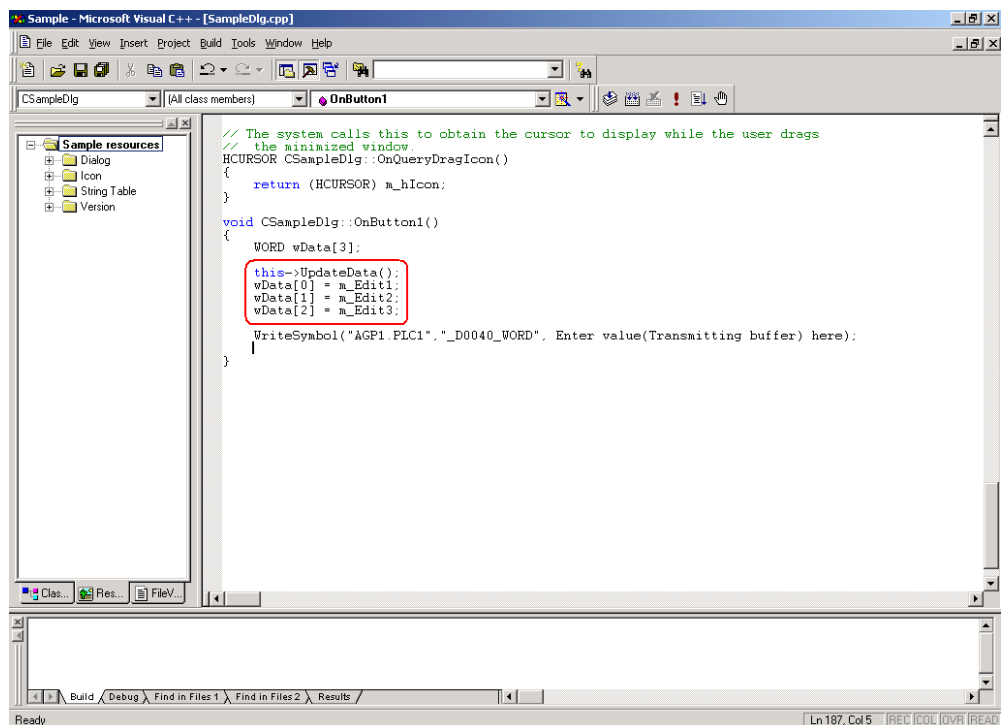 Sample - Microsoft Visual C++ - [SampleDlg.cpp]
File Edit View Insert Project Build Tools Window Help
CSampleDlg (All class members) OnButton1
Sample resources
Dialog
Icon
String Table
Version
// The system calls this to obtain the cursor to display while the user drags
//  the minimized window.
HCURSOR CSampleDlg::OnQueryDragIcon()
{
    return (HCURSOR) m_hIcon;
}
void CSampleDlg::OnButton1()
{
    WORD wData[3];
    this->UpdateData();
    wData[0] = m_Edit1;
    wData[1] = m_Edit2;
    wData[2] = m_Edit3;
    WriteSymbol("AGP1.PLC1","_D0040_WORD", Enter value(Transmitting buffer) here);
}
Clas... Res... FileV...
Build Debug Find in Files 1 Find in Files 2 Results
Ready Ln 187, Col 5 REC COL OVR READ